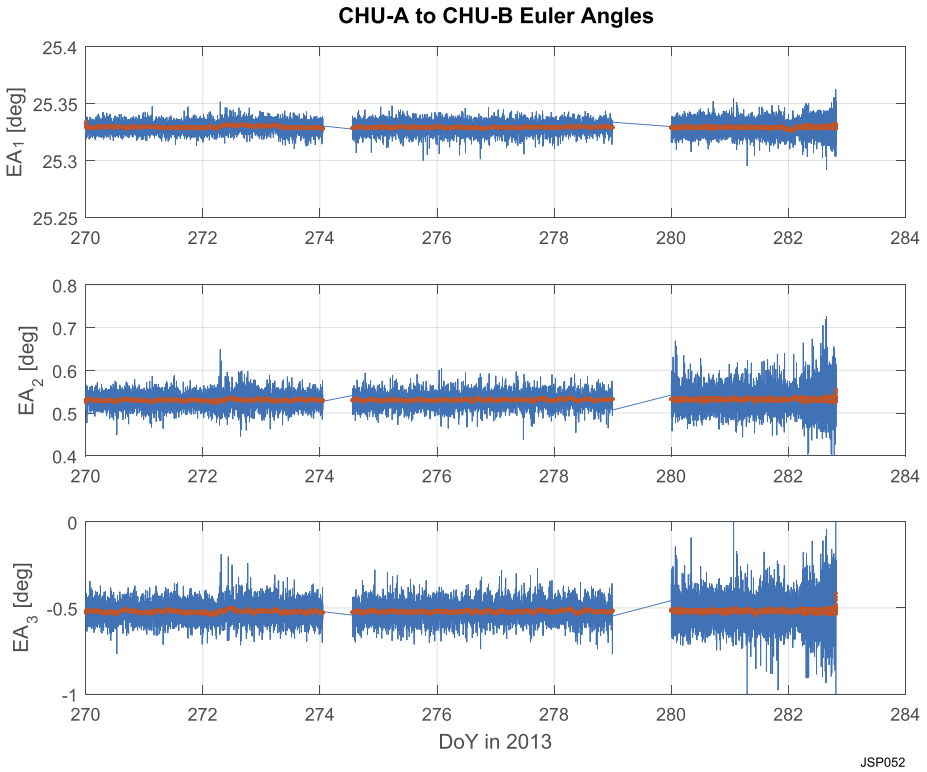 CHU-A to CHU-B Euler Angles
25.4
25.35
25.3
25.25
EA1 [deg]
270 272 274 276 278 280 282 284
0.8
0.7
0.6
0.5
0.4
EA2 [deg]
270 272 274 276 278 280 282 284
0
-0.5
-1
EA3 [deg]
270 272 274 276 278 280 282 284
DoY in 2013
JSP052